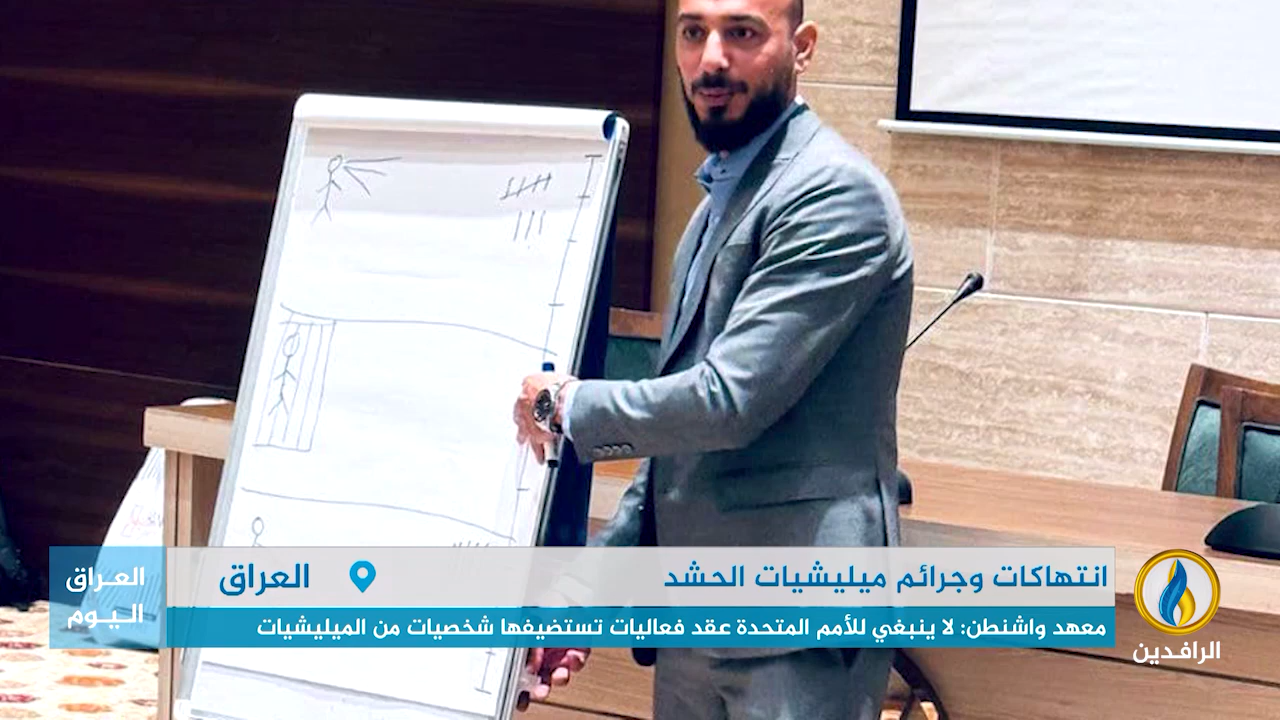 انتهاكات وجرائم ميليشيات الحشد
العراق
معهد واشنطن: لا ينبغي للأمم المتحدة عقد فعاليات تستضيفها شخصيات من الميليشيات
العراق
اليوم
الرافدين